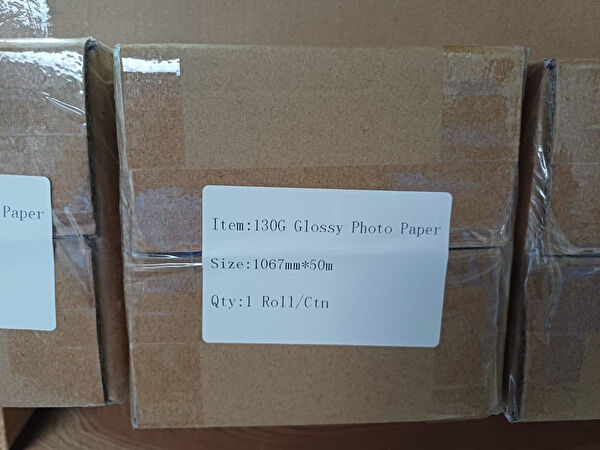 Paper
Item:130G Glossy Photo Paper
Size:1067mm*50m
Qty:1 Roll/Ctn